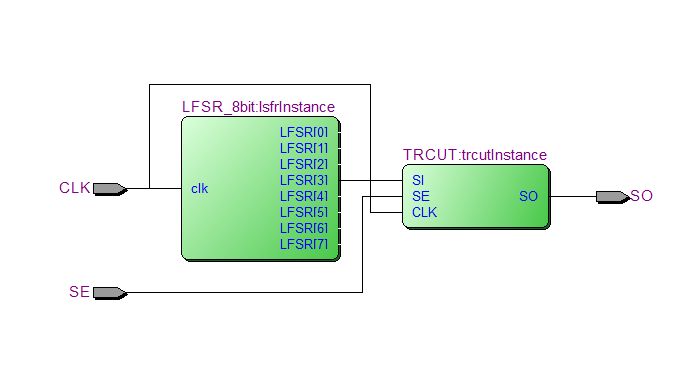 LFSR_8bit:lsfrInstance
LFSR[0]
LFSR[1]
LFSR[2]
CLK
clk
LFSR[3]
LFSR[4]
LFSR[5]
LFSR[6]
LFSR[7]
TRCUT:trcutInstance
SI
SE
CLK
SO
SO
SE